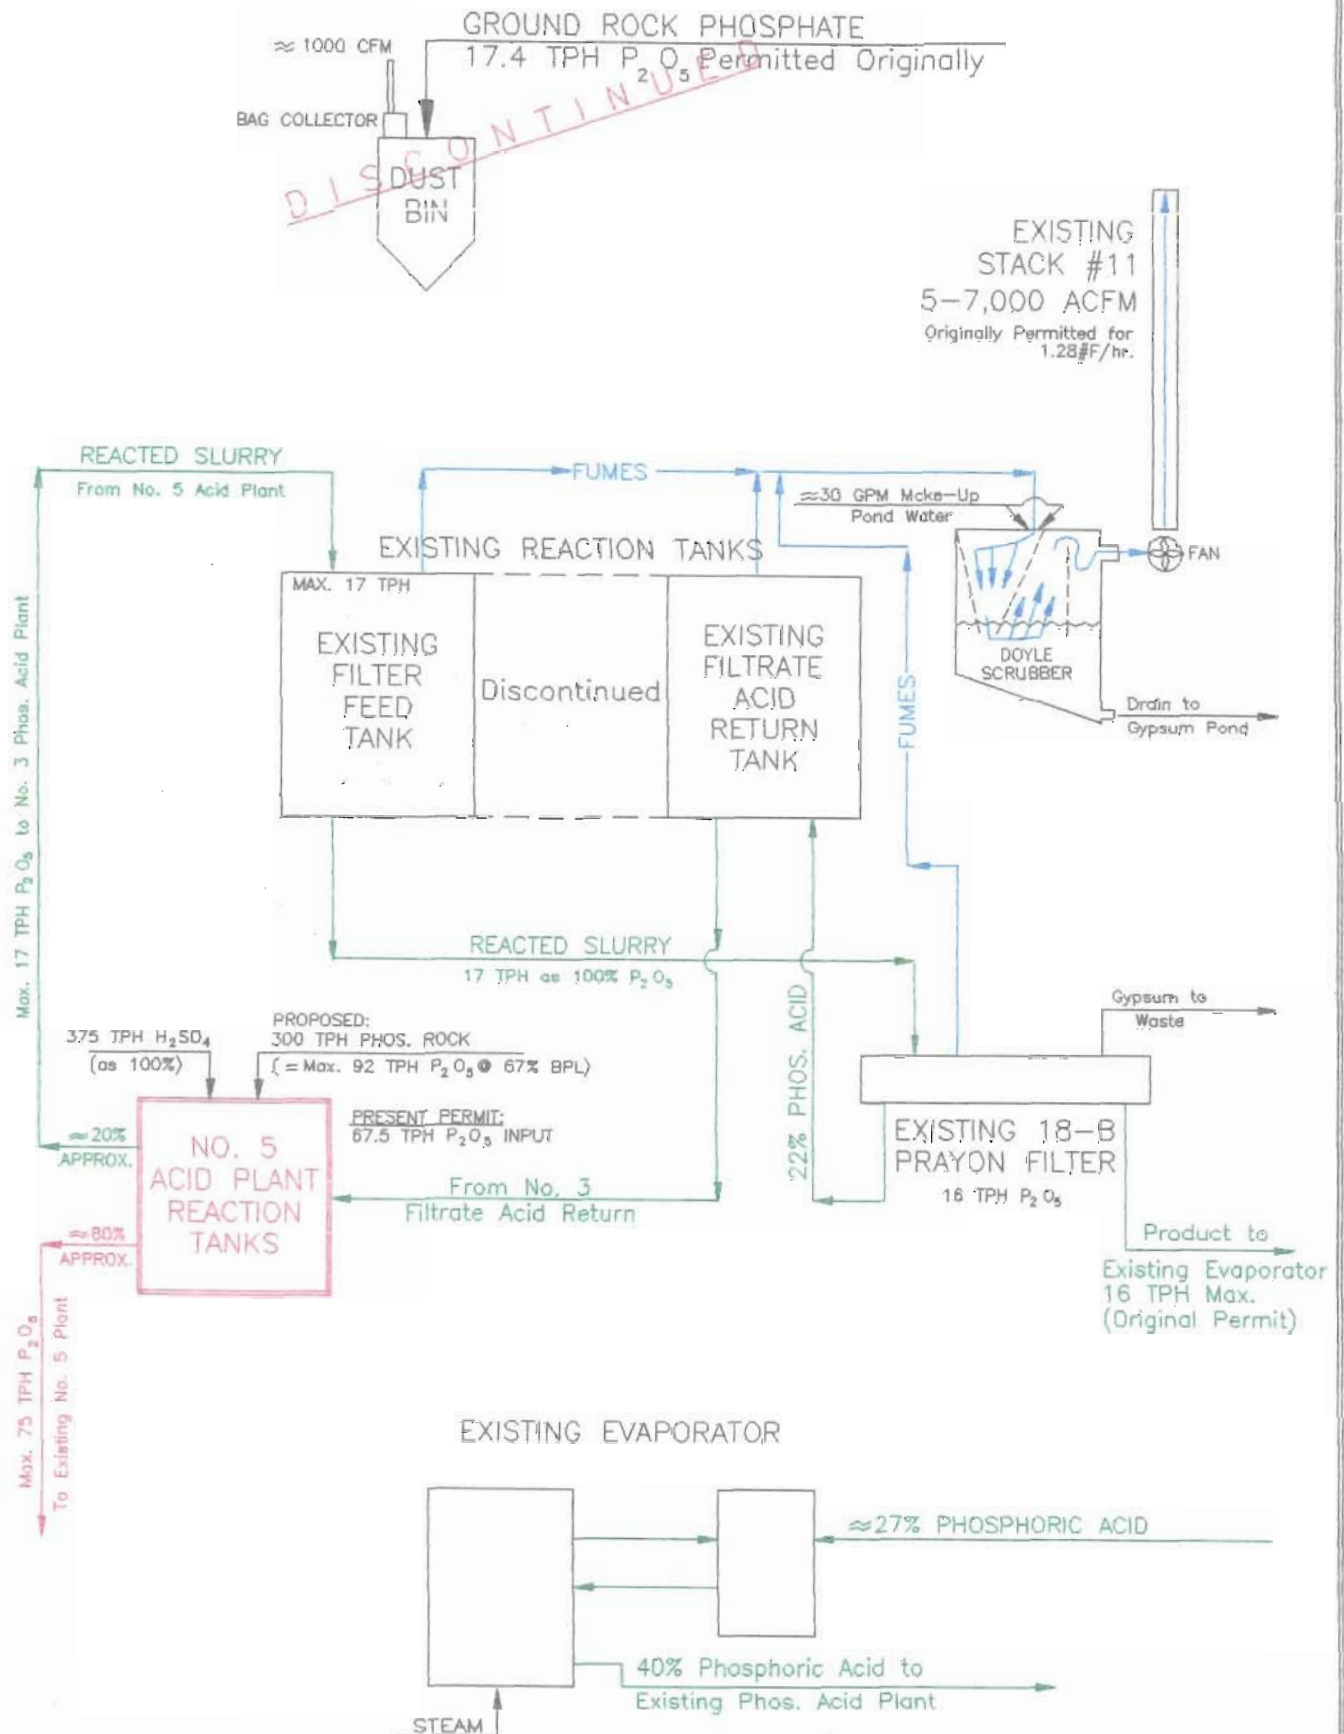 GROUND ROCK PHOSPHATE
17.4 TPH P2O5 Permitted Originally
≈ 1000 CFM
BAG COLLECTOR
DISCONTINUED
DUST
BIN
EXISTING
STACK #11
5-7,000 ACFM
Originally Permitted for
1.28#F/hr.
REACTED SLURRY
From No. 5 Acid Plant
FUMES
≈30 GPM Make-Up
Pond Water
FAN
EXISTING REACTION TANKS
MAX. 17 TPH
EXISTING
FILTER
FEED
TANK
Discontinued
EXISTING
FILTRATE
ACID
RETURN
TANK
DOYLE
SCRUBBER
FUMES
Drain to
Gypsum Pond
Max. 17 TPH P2O5 to No. 3 Phos. Acid Plant
REACTED SLURRY
17 TPH as 100% P2O5
22% PHOS. ACID
Gypsum to
Waste
375 TPH H2SO4
(as 100%)
PROPOSED:
300 TPH PHOS. ROCK
( = Max. 92 TPH P2O5 @ 67% BPL)
PRESENT PERMIT:
67.5 TPH P2O5 INPUT
≈20%
APPROX.
NO. 5
ACID PLANT
REACTION
TANKS
≈80%
APPROX.
From No. 3
Filtrate Acid Return
EXISTING 18-B
PRAYON FILTER
16 TPH P2O5
Product to
Existing Evaporator
16 TPH Max.
(Original Permit)
Max. 75 TPH P2O5
To Existing No. 5 Plant
EXISTING EVAPORATOR
≈27% PHOSPHORIC ACID
40% Phosphoric Acid to
Existing Phos. Acid Plant
STEAM